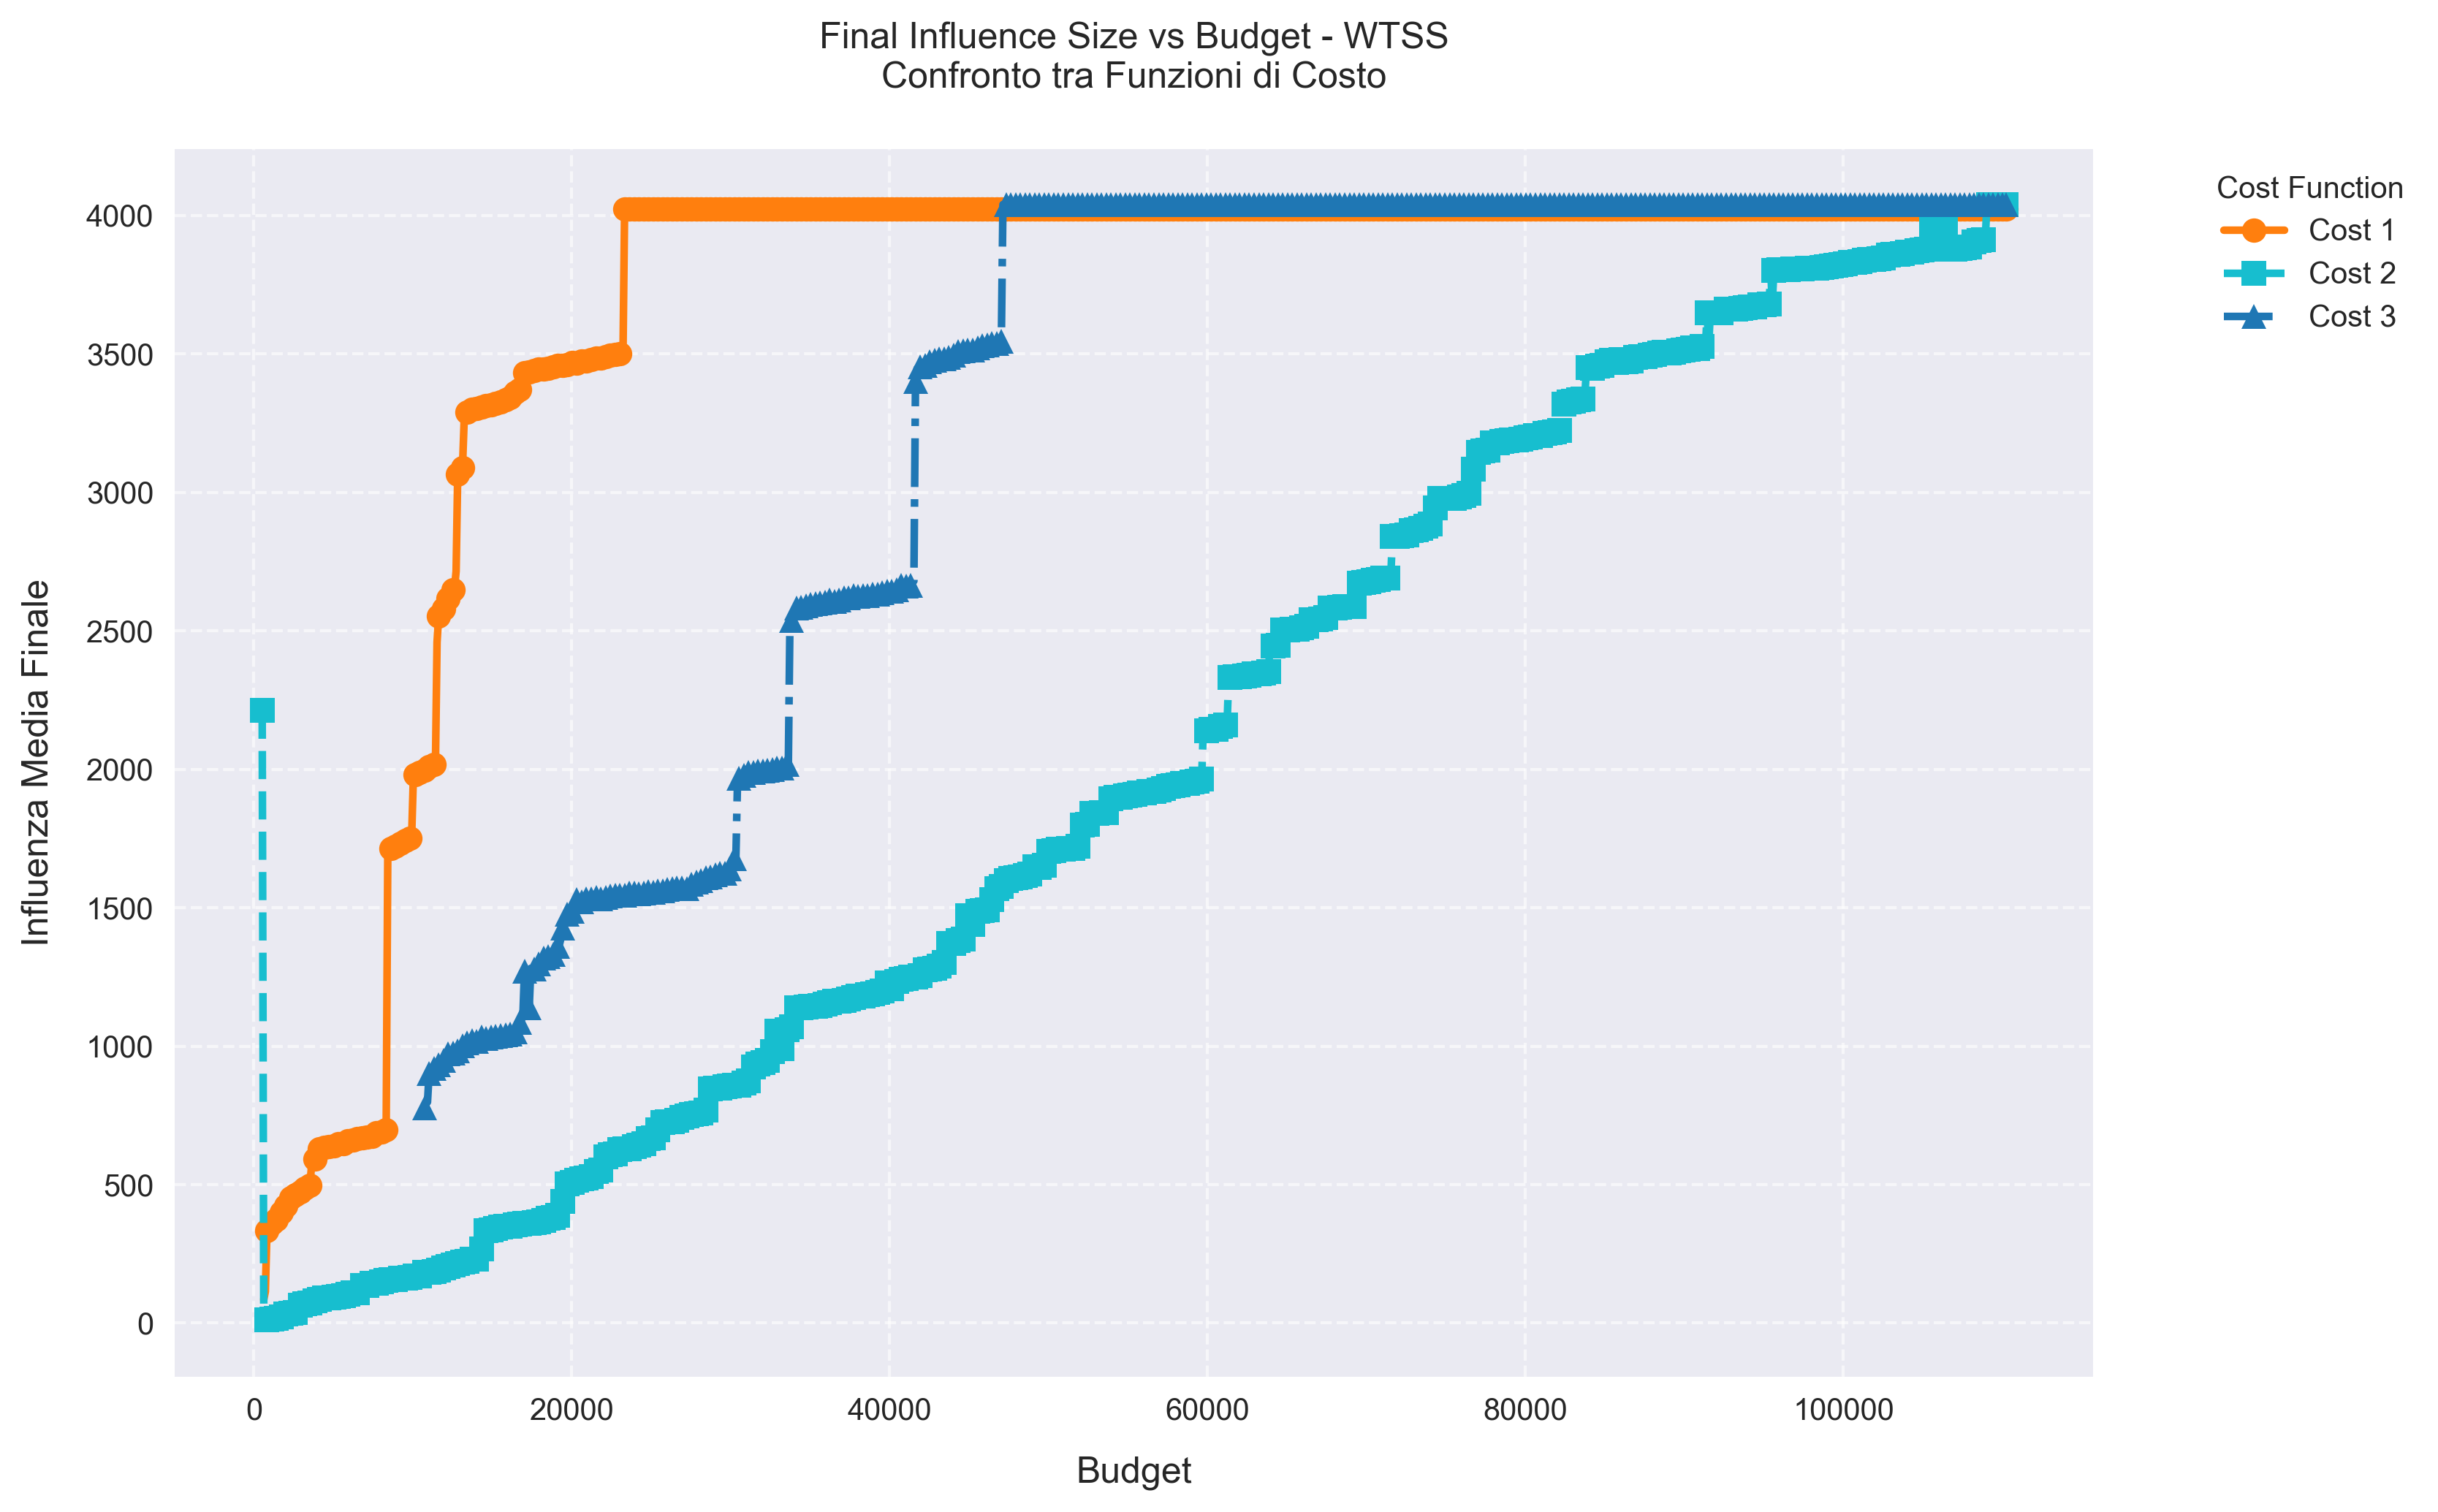 Final Influence Size vs Budget - WTSS
Confronto tra Funzioni di Costo
Cost Function
Cost 1
Cost 2
Cost 3
Influenza Media Finale
4000
3500
3000
2500
2000
1500
1000
500
0
0 20000 40000 60000 80000 100000
Budget